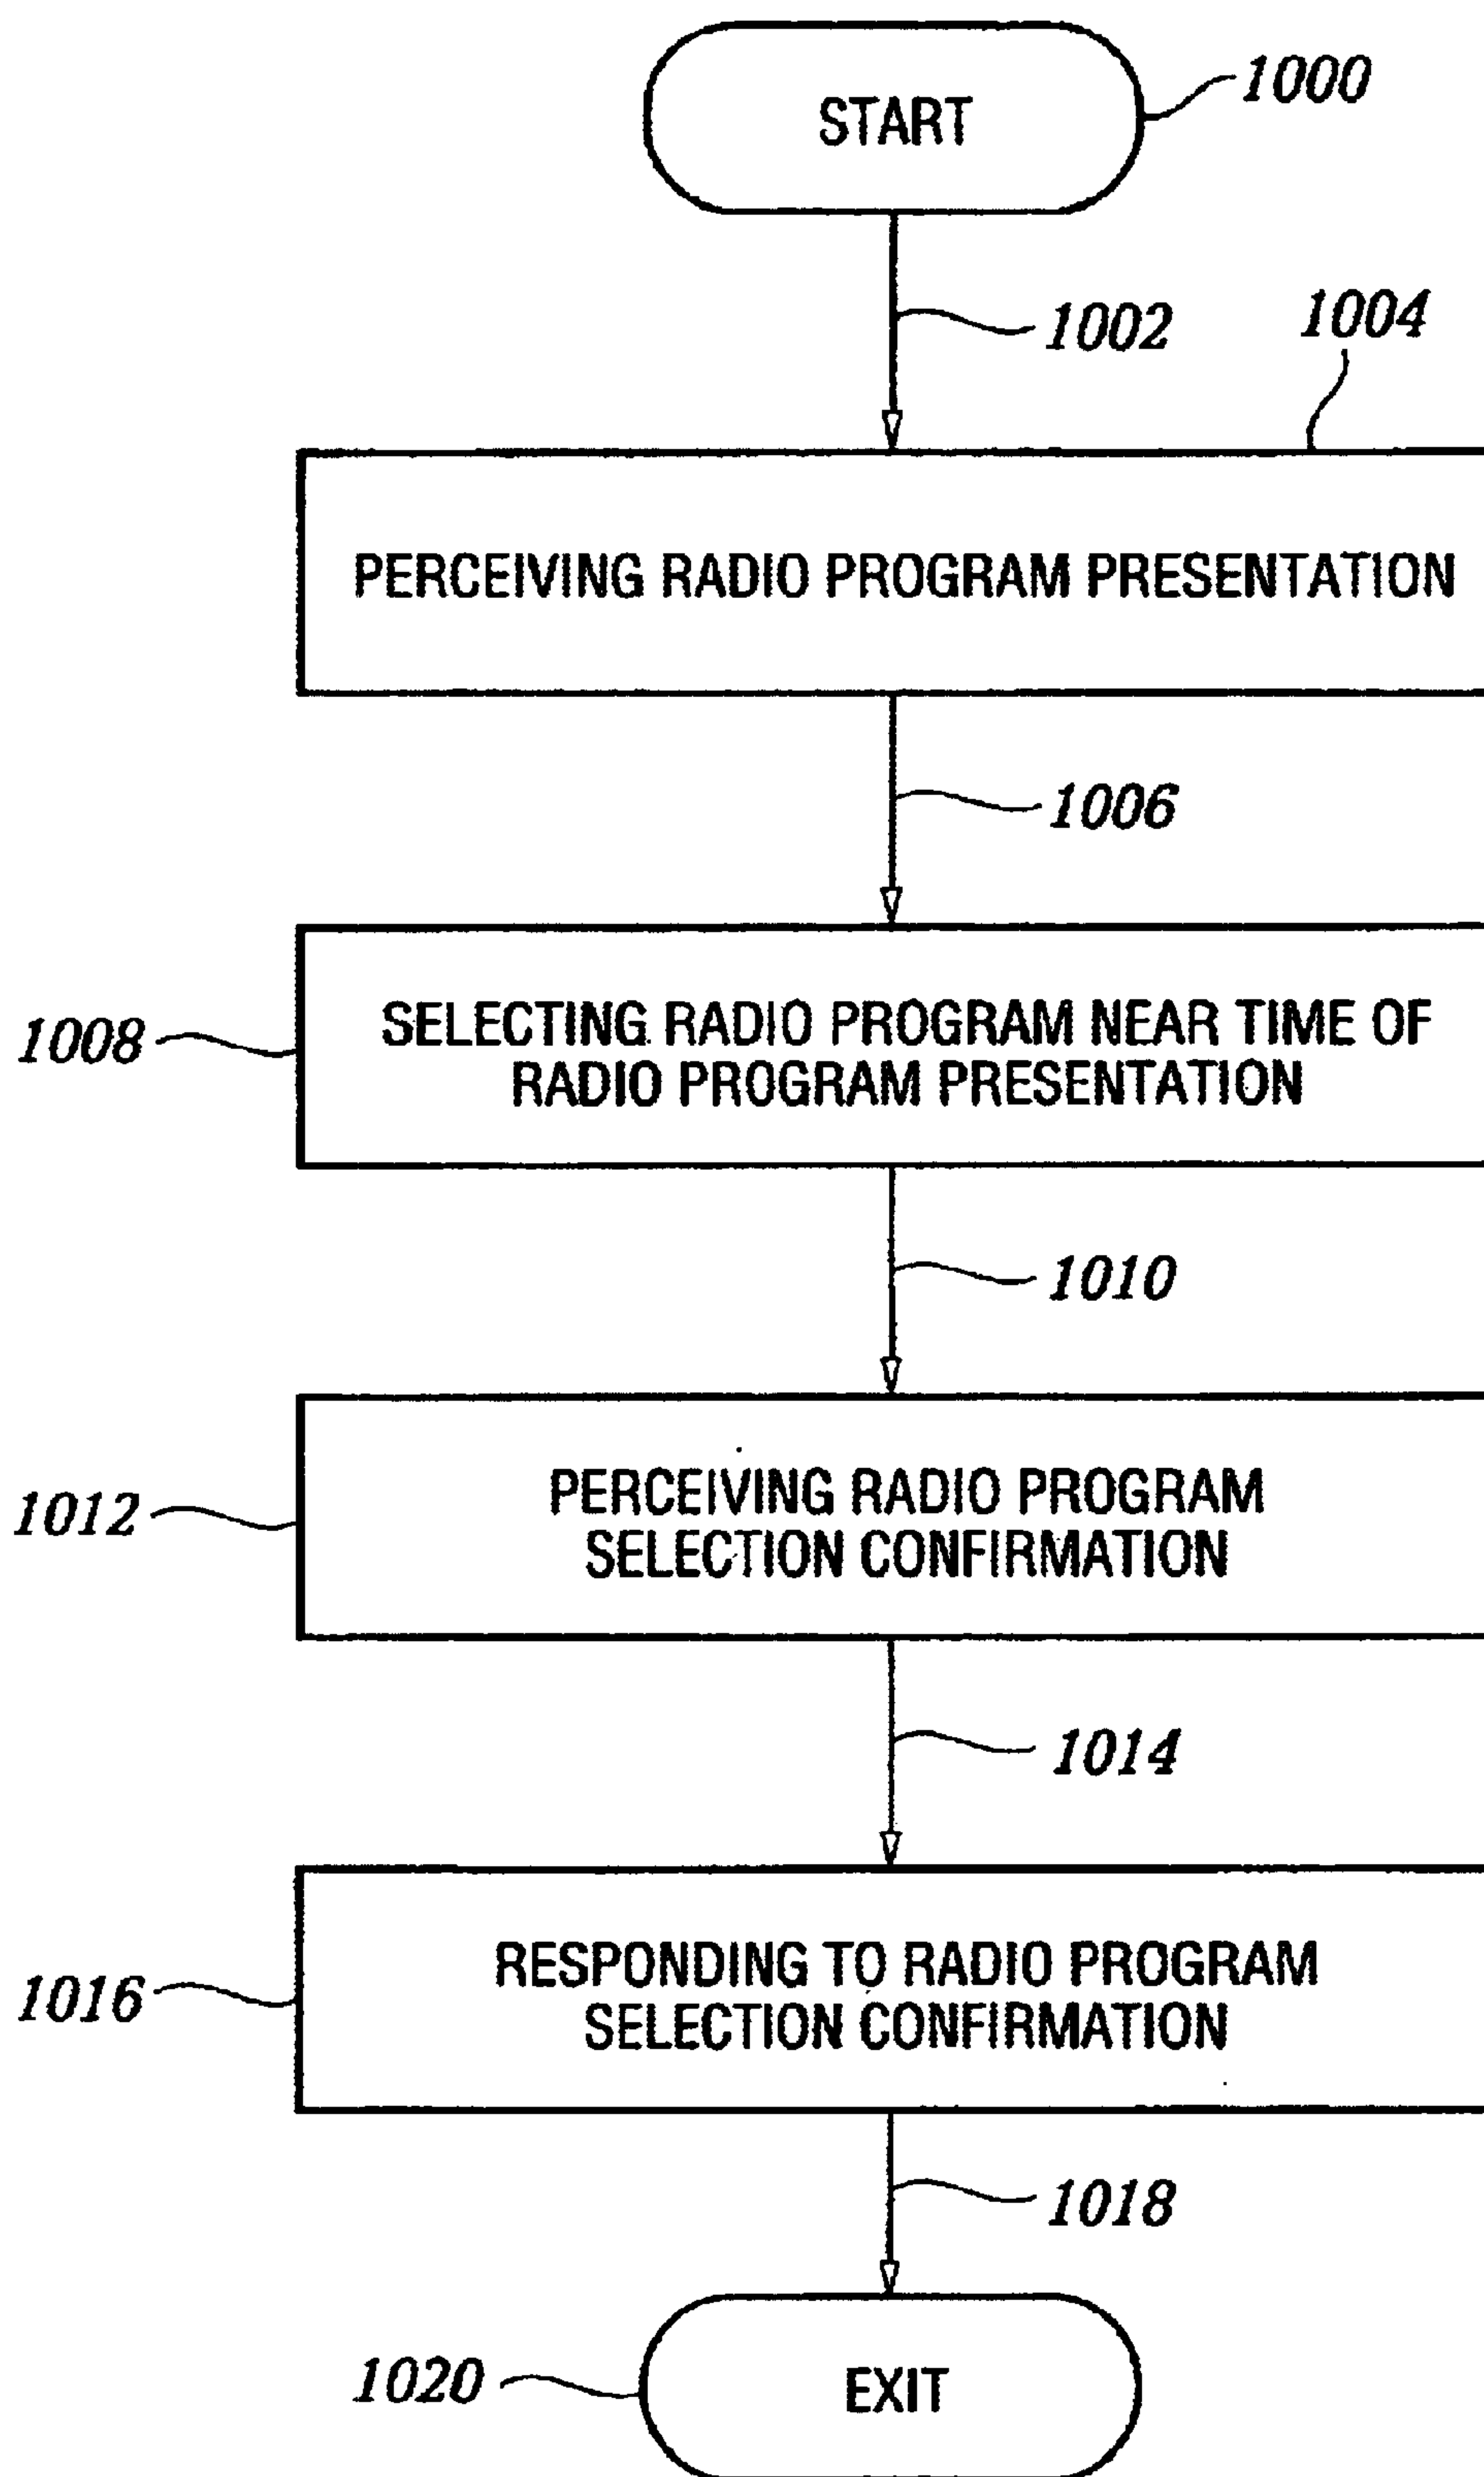 START
1000
1002
1004
PERCEIVING RADIO PROGRAM PRESENTATION
1006
1008
SELECTING RADIO PROGRAM NEAR TIME OF
RADIO PROGRAM PRESENTATION
1010
1012
PERCEIVING RADIO PROGRAM
SELECTION CONFIRMATION
1014
1016
RESPONDING TO RADIO PROGRAM
SELECTION CONFIRMATION
1018
1020
EXIT